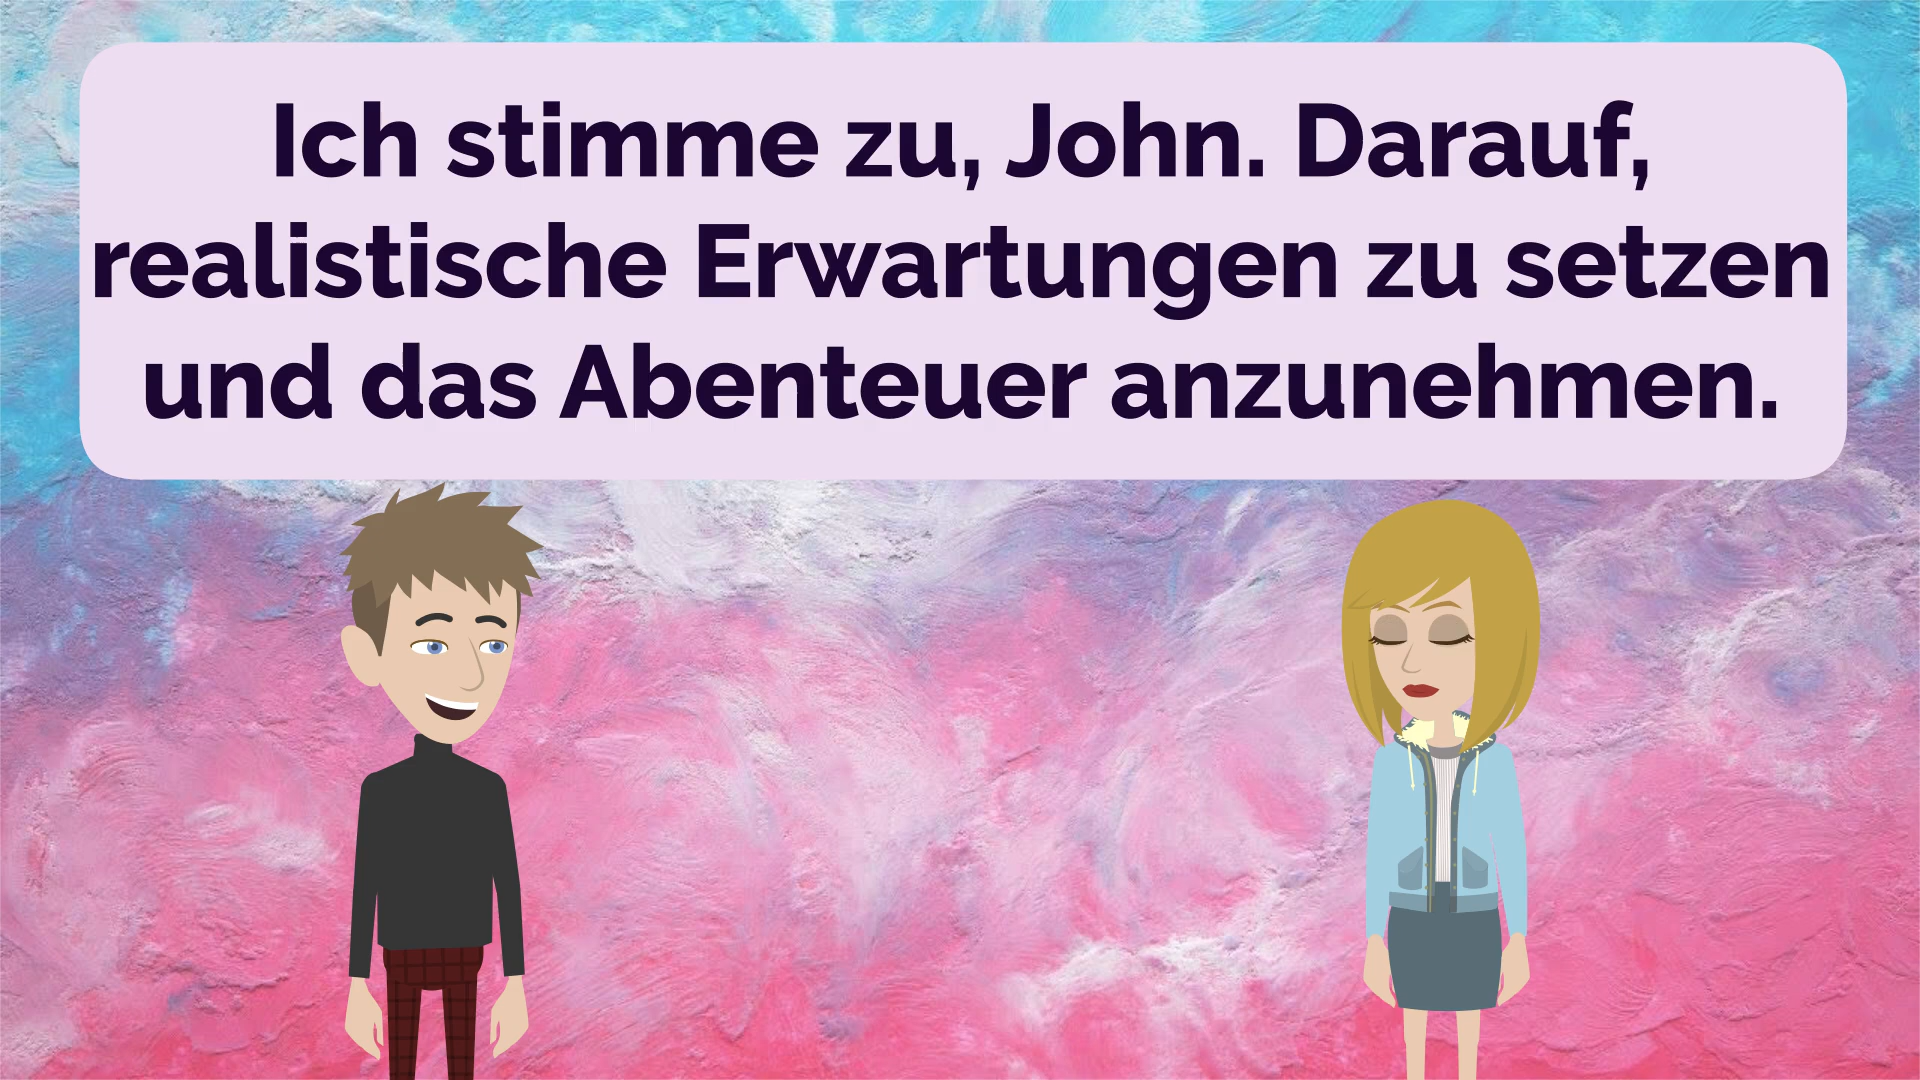 Ich stimme zu, John. Darauf,
realistische Erwartungen zu setzen
und das Abenteuer anzunehmen.